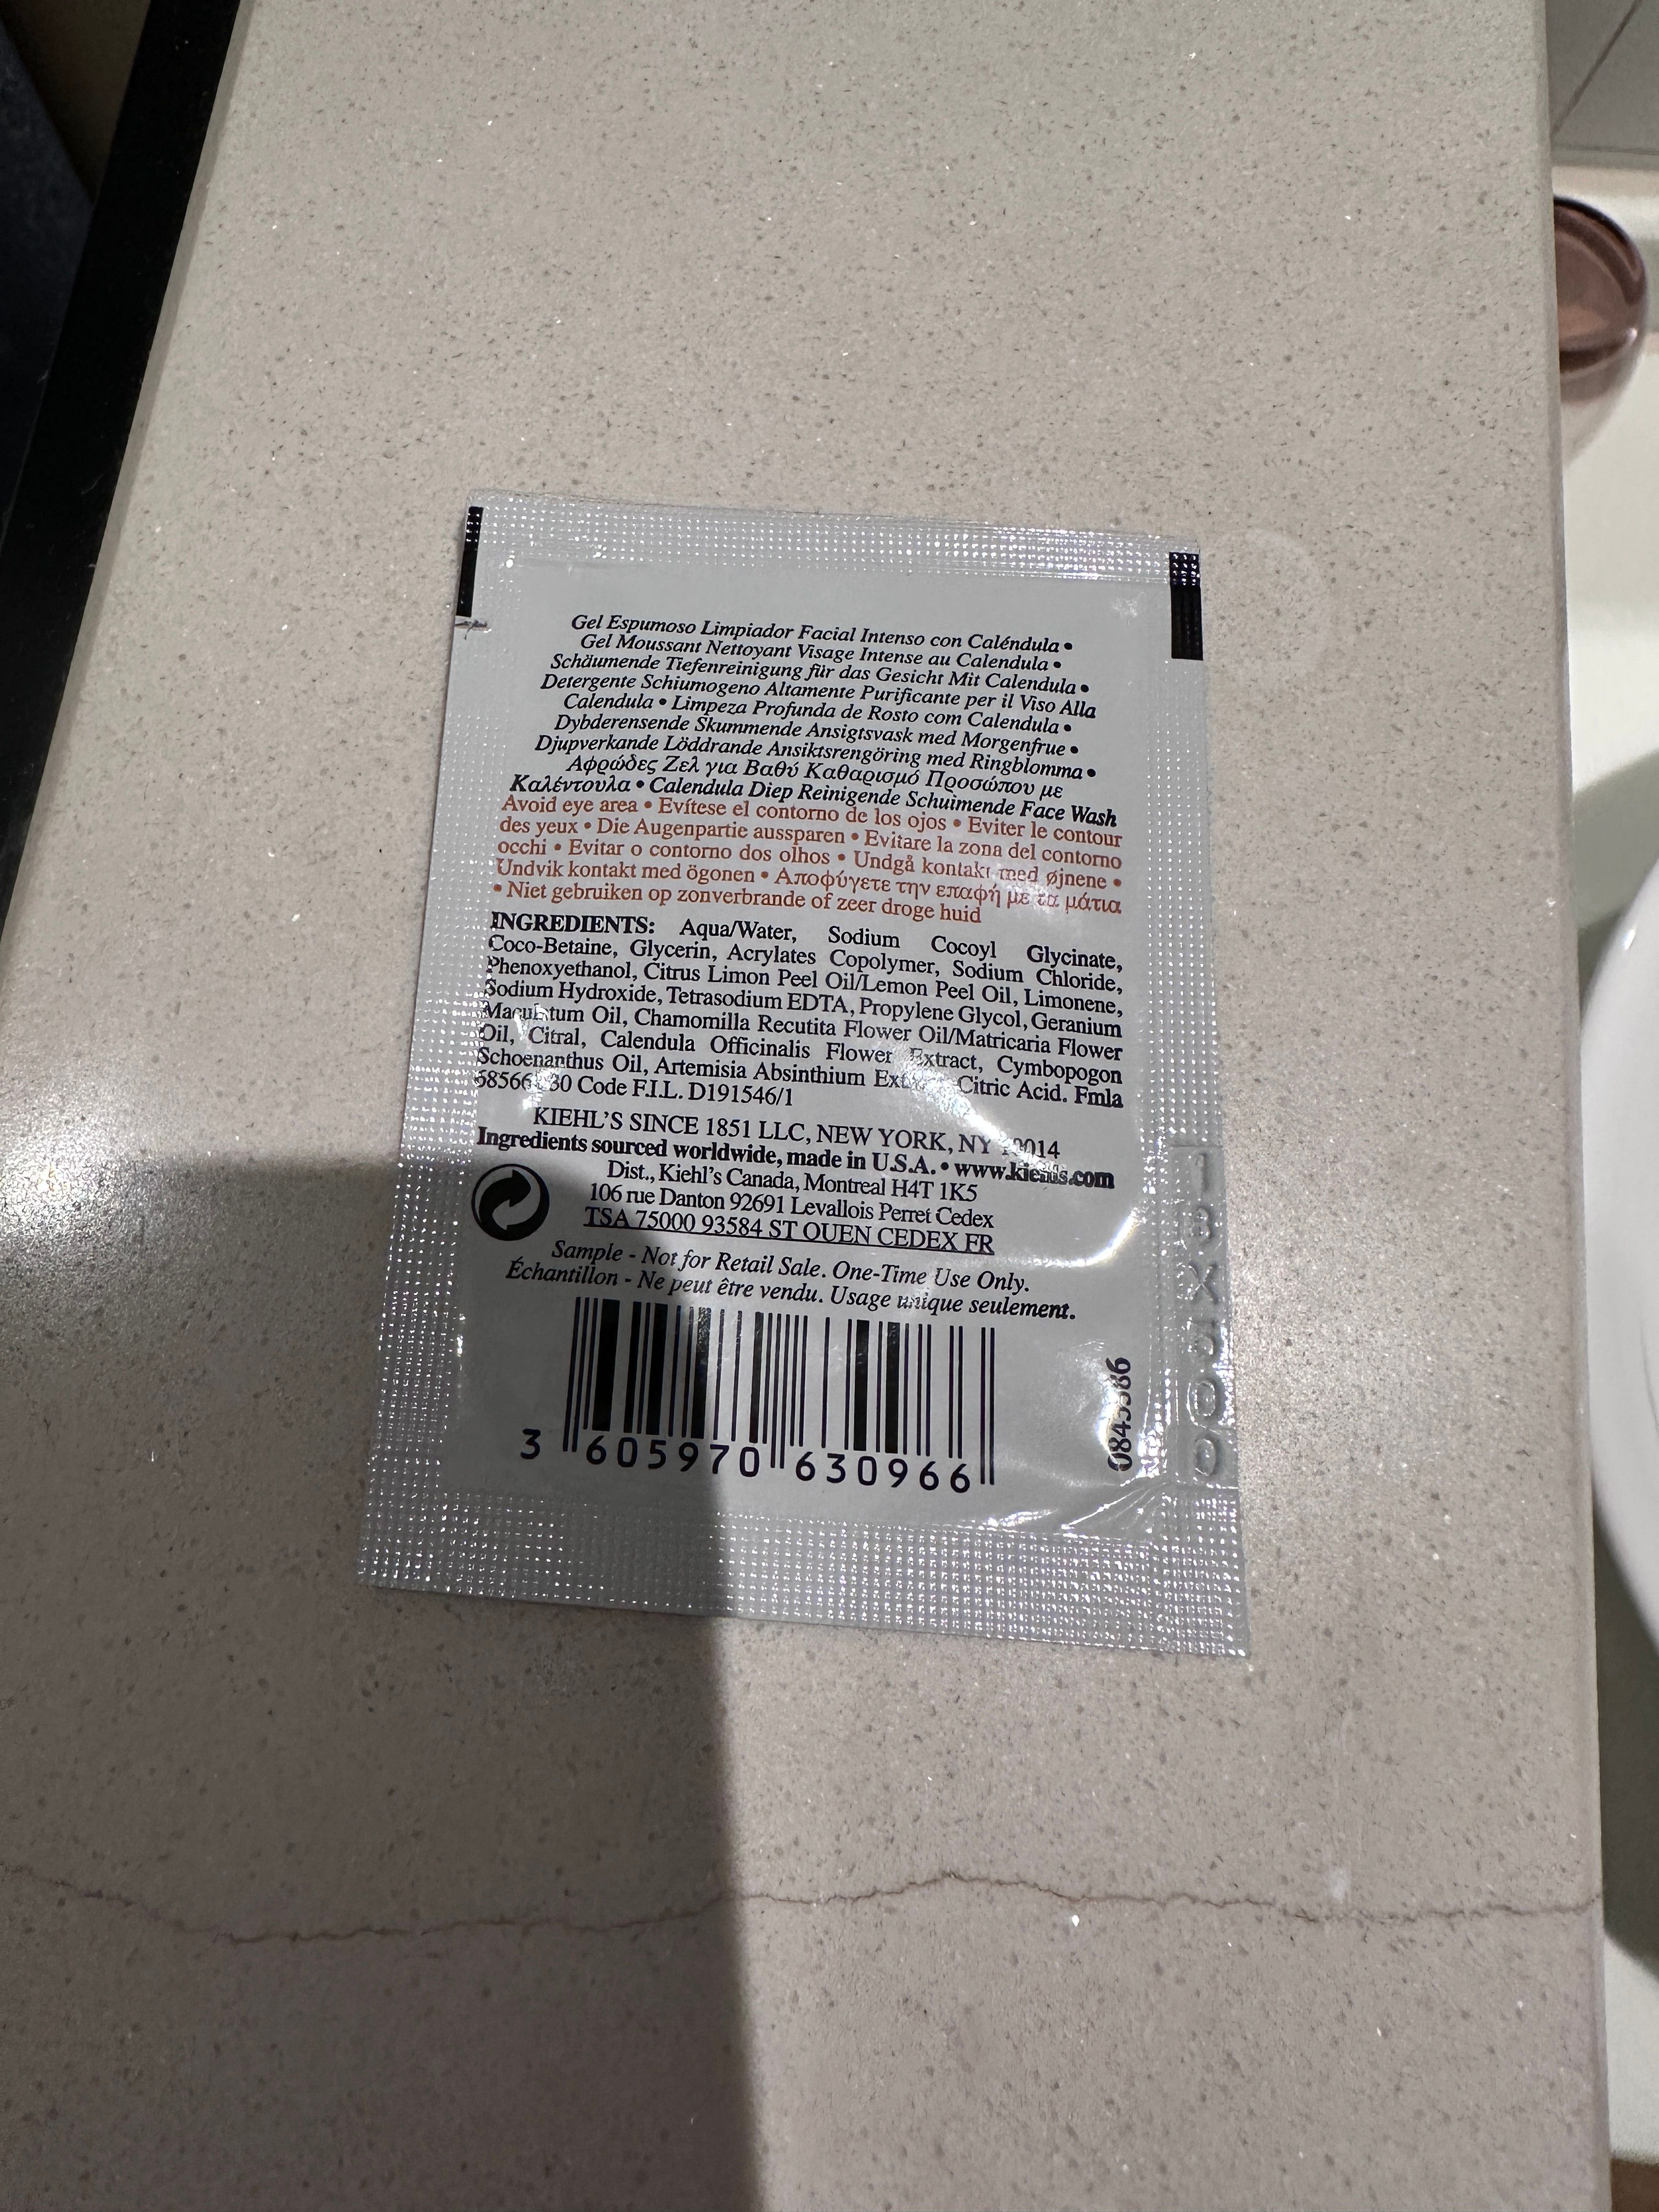 Gel Espumoso Limpiador Facial Intenso con Caléndula •
Gel Moussant Nettoyant Visage Intense au Calendula •
Schäumende Tiefenreinigung für das Gesicht Mit Calendula •
Detergente Schiumogeno Altamente Purificante per il Viso Alla
Calendula • Limpeza Profunda de Rosto com Calendula •
Dybderensende Skummende Ansigtsvask med Morgenfrue •
Djupverkande Löddrande Ansiktsrengöring med Ringblomma •
Αφρώδες Ζελ για Βαθύ Καθαρισμό Προσώπου με
Καλέντουλα • Calendula Diep Reinigende Schuimende Face Wash
Avoid eye area • Evítese el contorno de los ojos • Eviter le contour
des yeux • Die Augenpartie aussparen • Evitare la zona del contorno
occhi • Evitar o contorno dos olhos • Undgå kontakt med øjnene •
Undvik kontakt med ögonen • Αποφύγετε την επαφή με τα μάτια
• Niet gebruiken op zonverbrande of zeer droge huid
INGREDIENTS: Aqua/Water, Sodium Cocoyl Glycinate,
Coco-Betaine, Glycerin, Acrylates Copolymer, Sodium Chloride,
Phenoxyethanol, Citrus Limon Peel Oil/Lemon Peel Oil, Limonene,
Sodium Hydroxide, Tetrasodium EDTA, Propylene Glycol, Geranium
Maculatum Oil, Chamomilla Recutita Flower Oil/Matricaria Flower
Oil, Citral, Calendula Officinalis Flower Extract, Cymbopogon
Schoenanthus Oil, Artemisia Absinthium Citric Acid. Fmla
Code F.I.L. D191546/1
KIEHL'S SINCE 1851 LLC, NEW YORK, NY
Ingredients sourced worldwide, made in U.S.A. • www.kiehls.com
Dist., Kiehl's Canada, Montreal H4T 1K5
106 rue Danton 92691 Levallois Perret Cedex
TSA 75000 93584 ST OUEN CEDEX FR
Sample - Not for Retail Sale. One-Time Use Only.
Échantillon - Ne peut être vendu. Usage unique seulement.
3 605970 630966